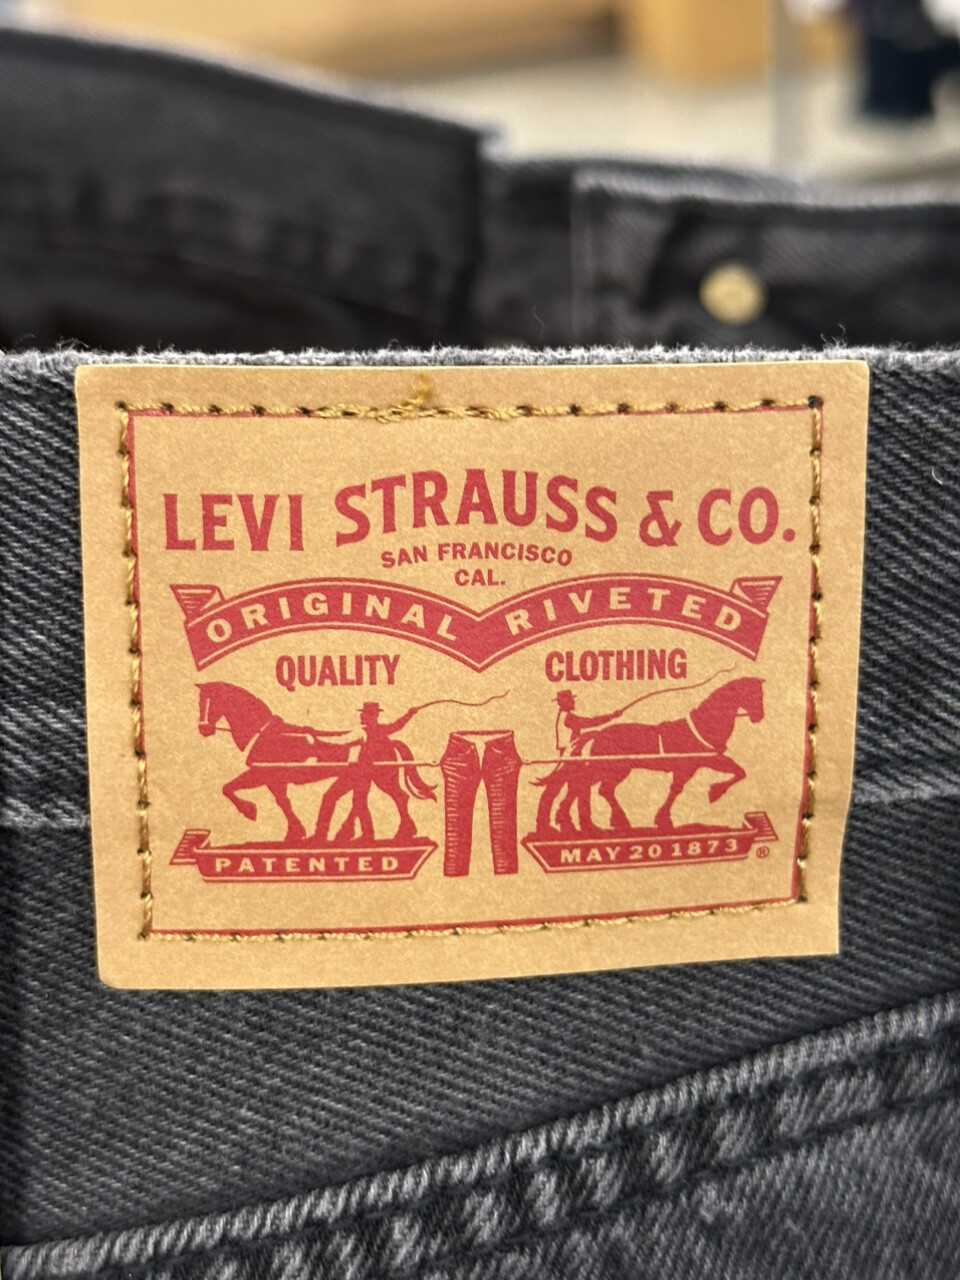 LEVI STRAUSS & CO.
SAN FRANCISCO
CAL.
ORIGINAL RIVETED
QUALITY CLOTHING
PATENTED MAY 20 1873 ®